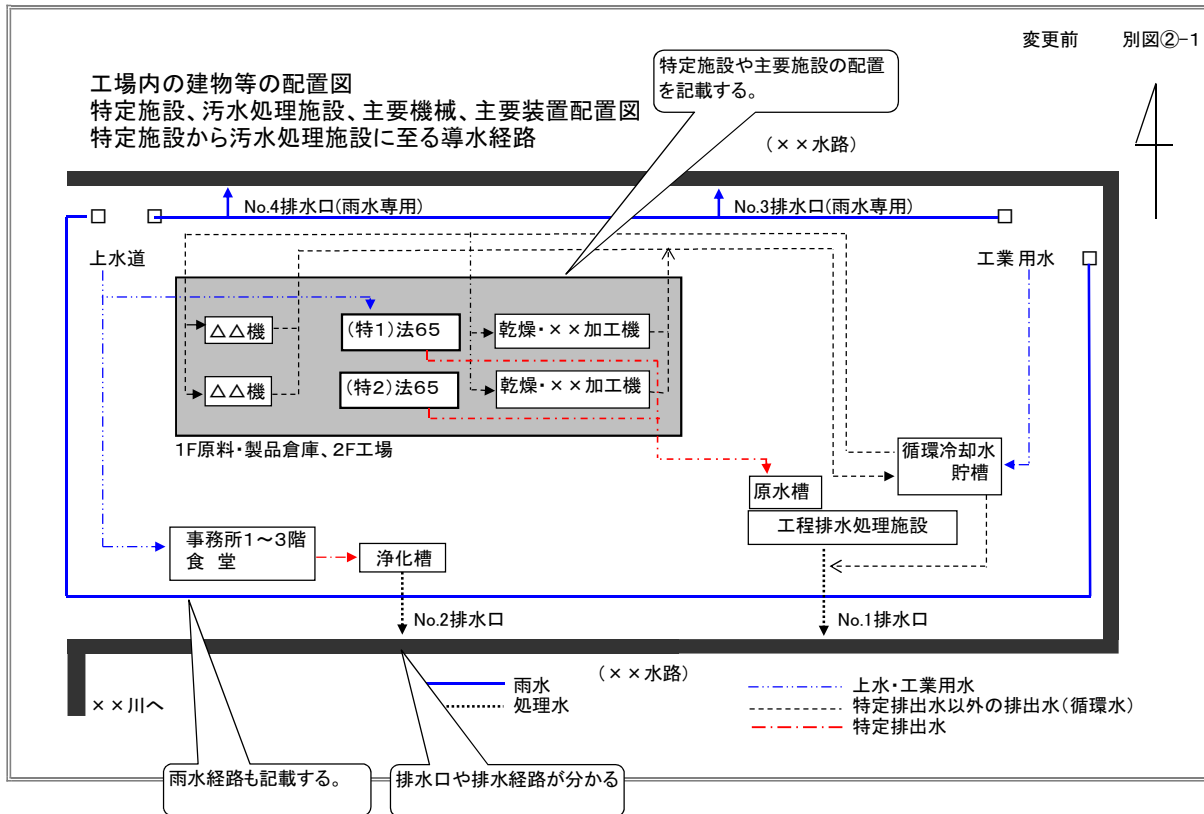 変更前 別図②-1
工場内の建物等の配置図
特定施設、汚水処理施設、主要機械、主要装置配置図
特定施設から汚水処理施設に至る導水経路
特定施設や主要施設の配置
を記載する。
(××水路)
No.4排水口(雨水専用)
No.3排水口(雨水専用)
上水道
工業用水
△△機
(特1)法65
乾燥・××加工機
△△機
(特2)法65
乾燥・××加工機
1F原料・製品倉庫、2F工場
循環冷却水
貯槽
原水槽
工程排水処理施設
事務所1～3階
食 堂
浄化槽
No.2排水口
No.1排水口
(××水路)
××川へ
雨水
処理水
上水・工業用水
特定排出水以外の排出水(循環水)
特定排出水
雨水経路も記載する。
排水口や排水経路が分かる